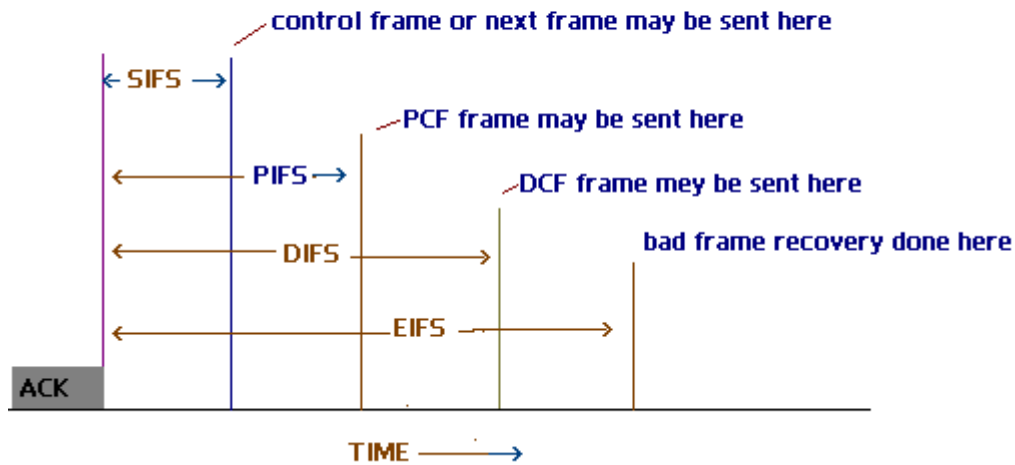 control frame or next frame may be sent here
SIFS
PCF frame may be sent here
PIFS
DCF frame mey be sent here
DIFS
bad frame recovery done here
EIFS
ACK
TIME